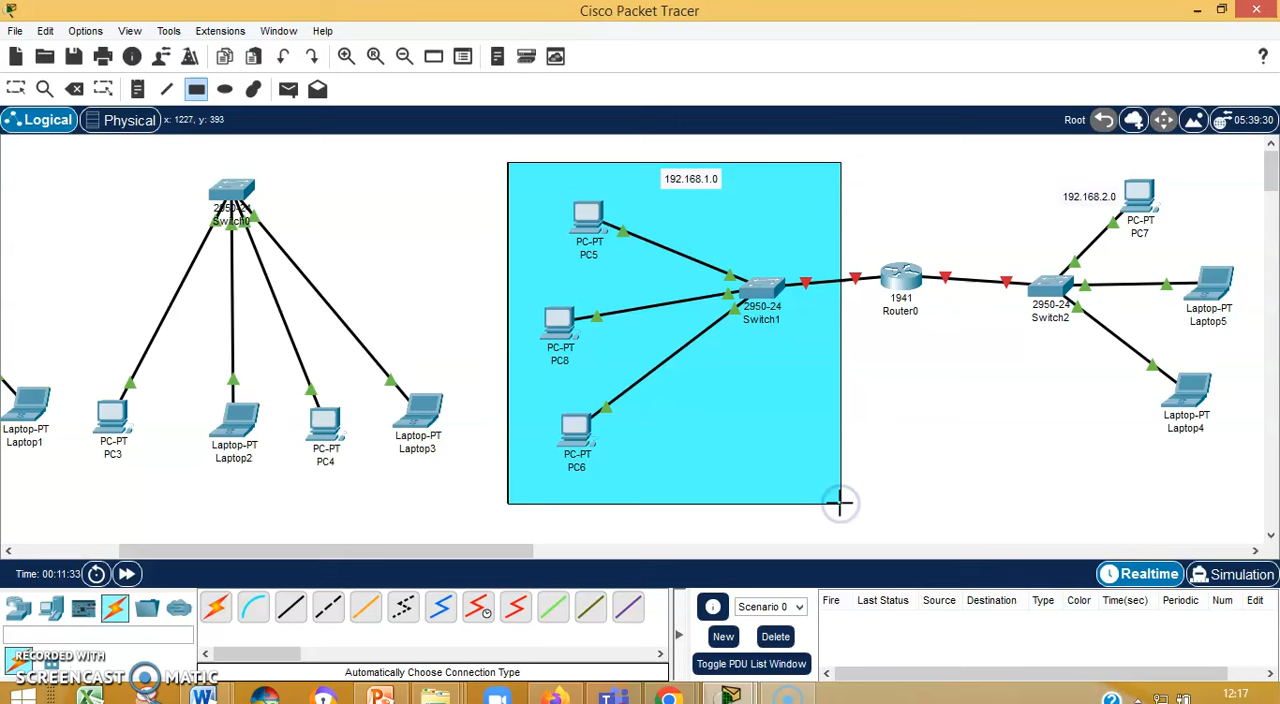 Cisco Packet Tracer
File Edit Options View Tools Extensions Window Help
Logical Physical x: 1227, y: 393 Root 05:39:30
2950-24
Switch0
Laptop-PT
Laptop1
PC-PT
PC3
Laptop-PT
Laptop2
PC-PT
PC4
Laptop-PT
Laptop3
192.168.1.0
PC-PT
PC5
PC-PT
PC8
PC-PT
PC6
2950-24
Switch1
1941
Router0
2950-24
Switch2
192.168.2.0
PC-PT
PC7
Laptop-PT
Laptop5
Laptop-PT
Laptop4
Time: 00:11:33 Realtime Simulation
Scenario 0
New Delete
Toggle PDU List Window
Fire Last Status Source Destination Type Color Time(sec) Periodic Num Edit
Automatically Choose Connection Type
RECORDED WITH
SCREENCAST MATIC
12:17